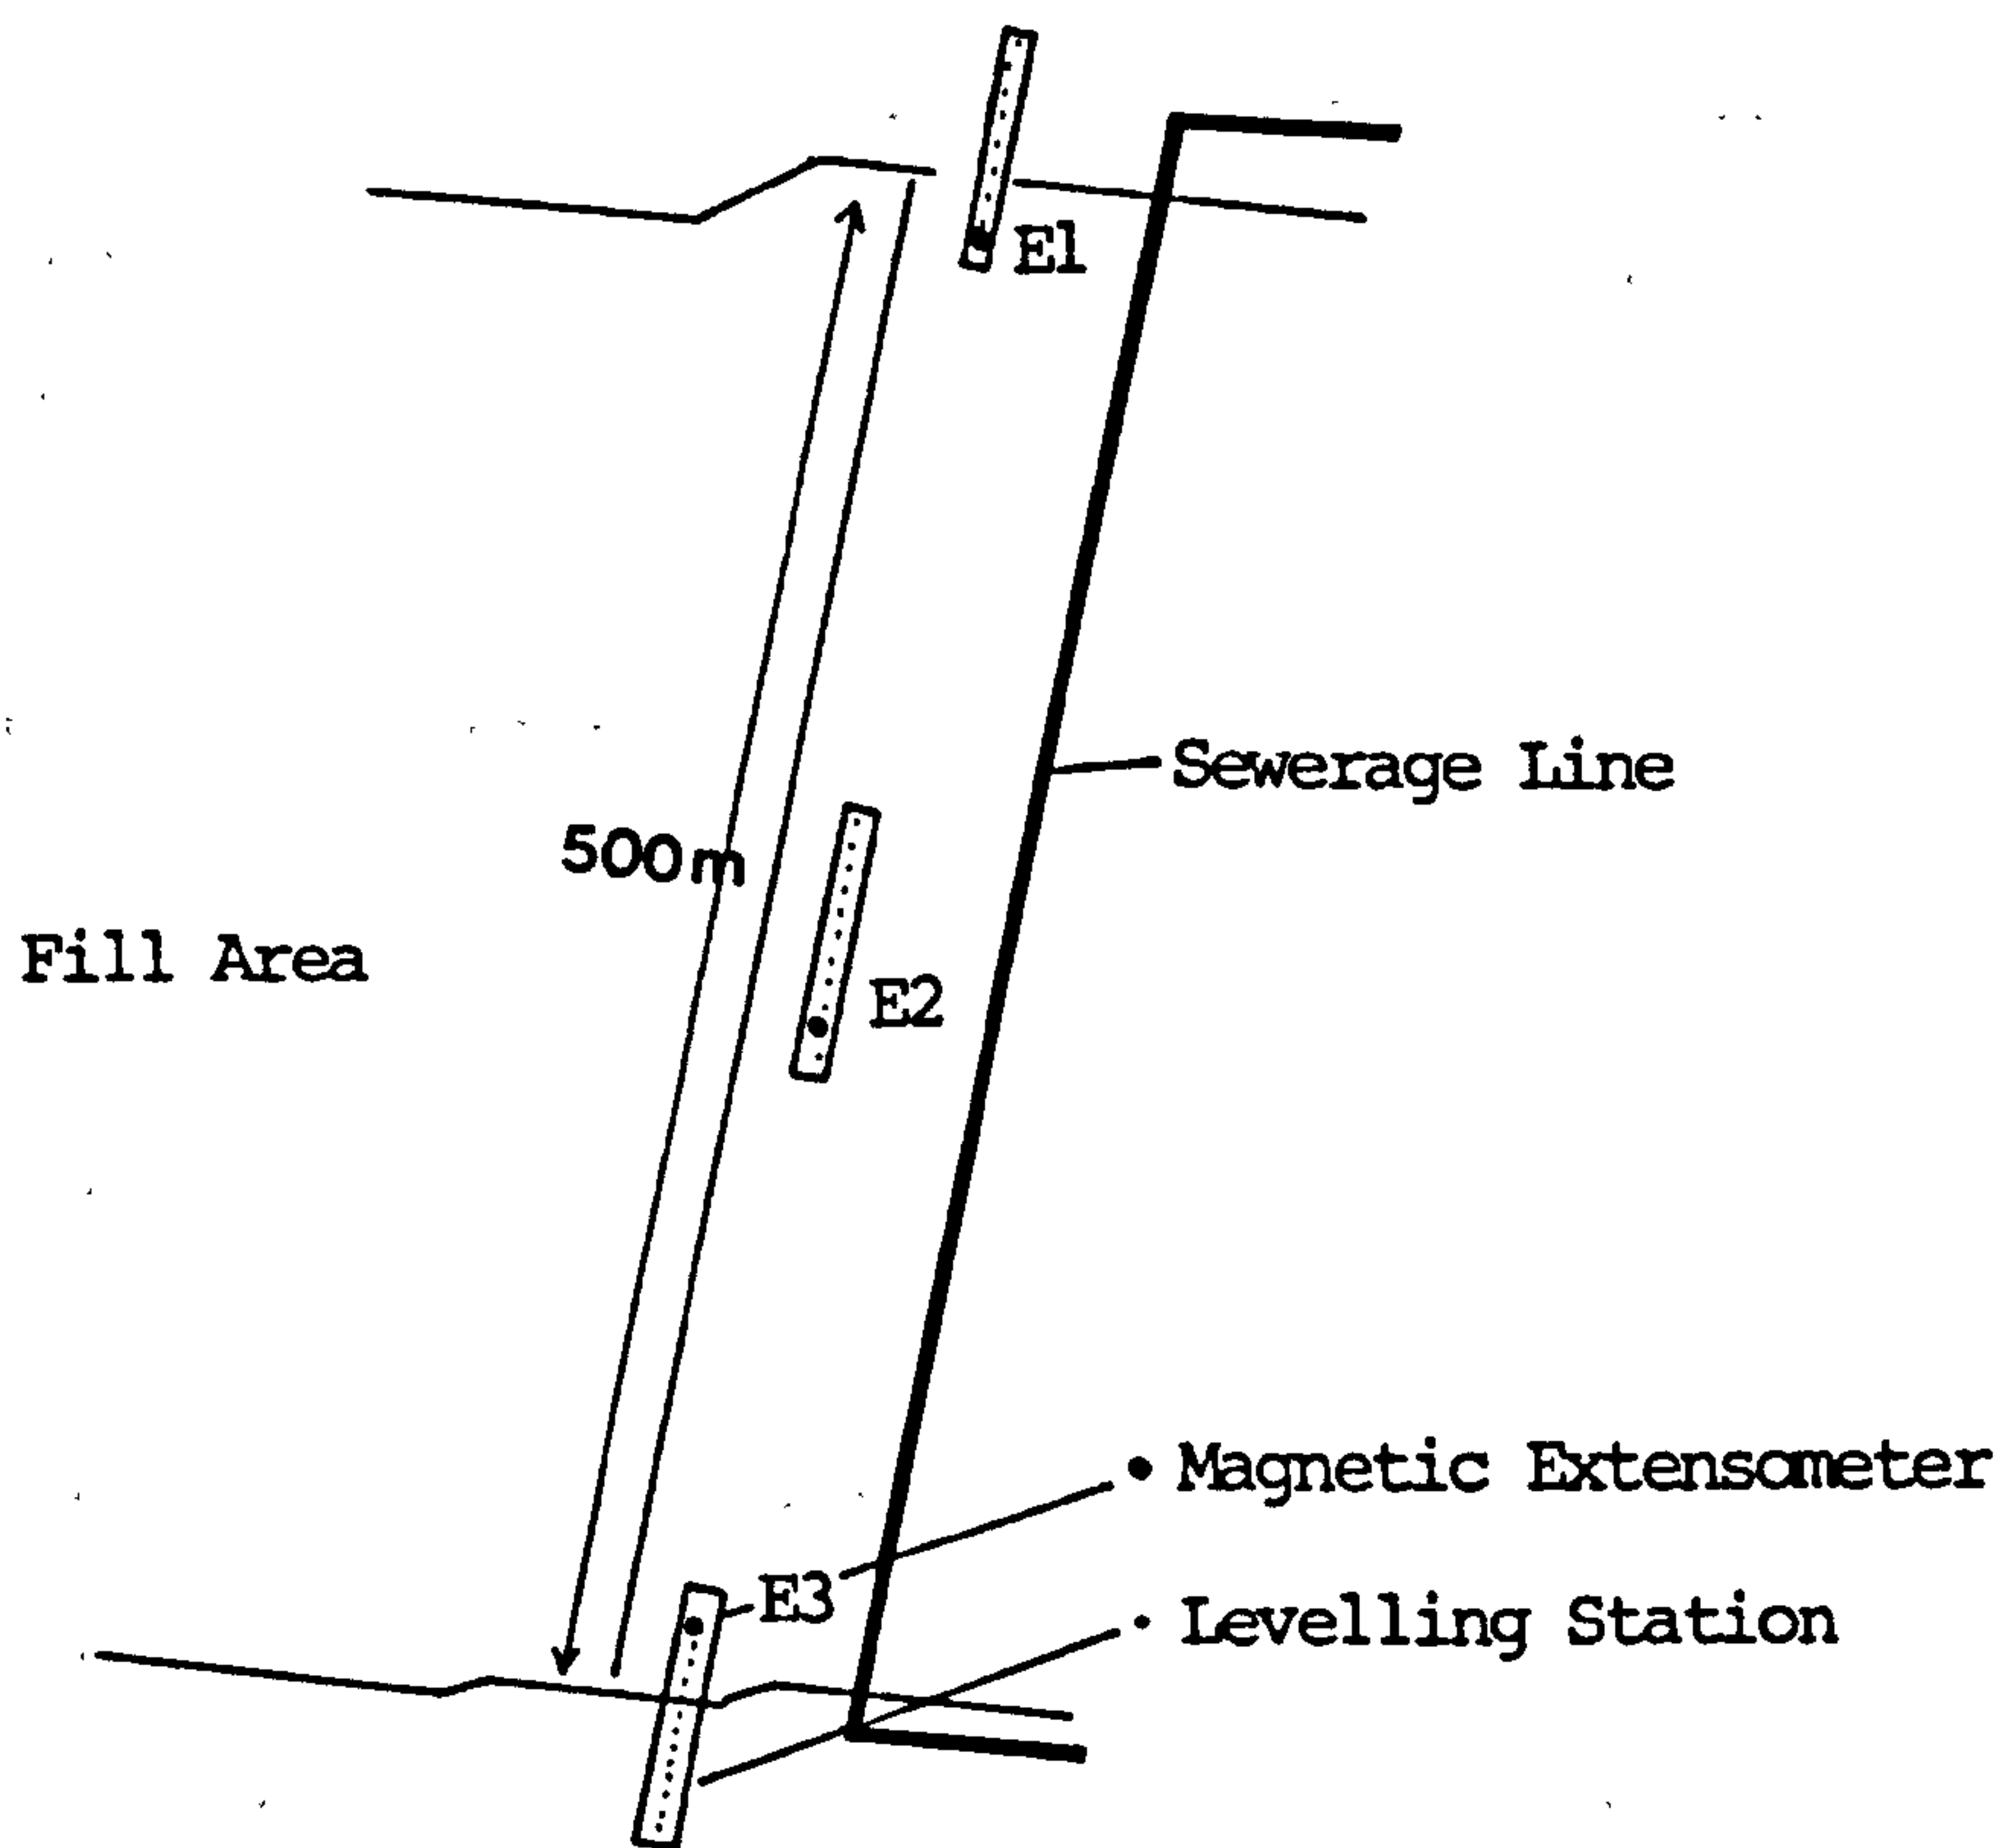 E1
Sewerage Line
500m
Fill Area
E2
Magnetic Extensometer
E3
Levelling Station